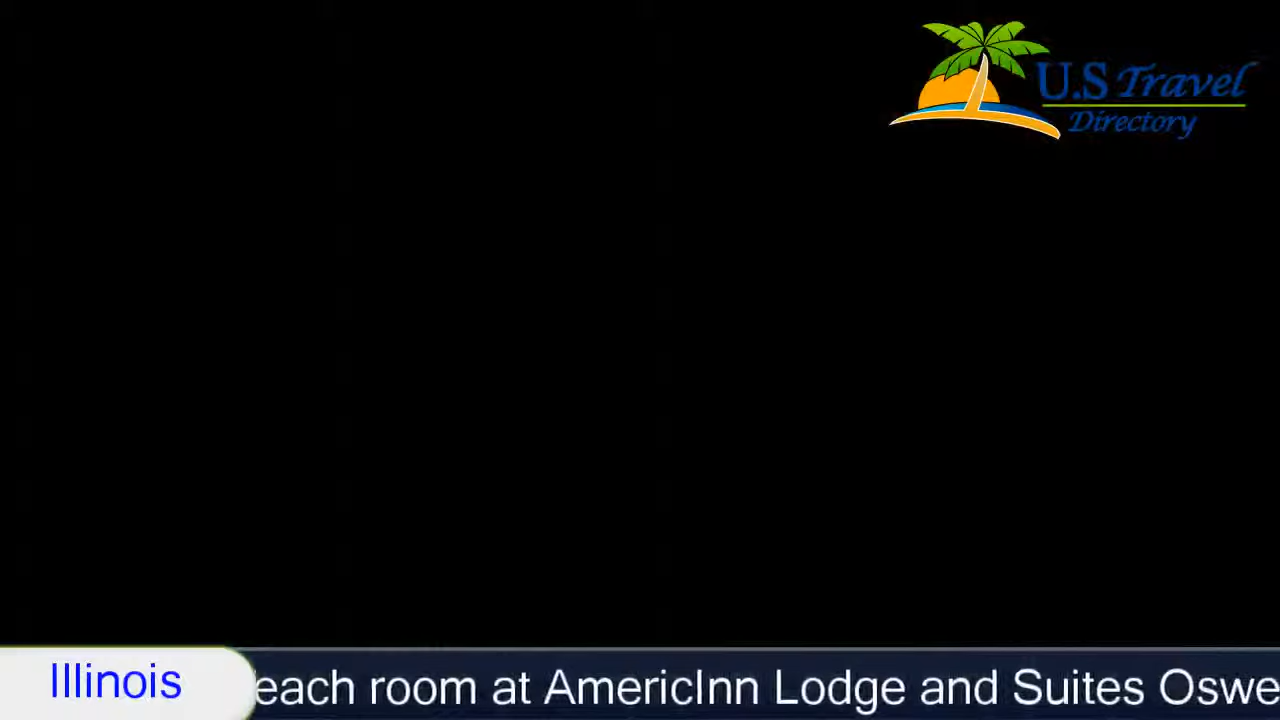 U.S Travel
Directory
Illinois
each room at AmericInn Lodge and Suites Oswe